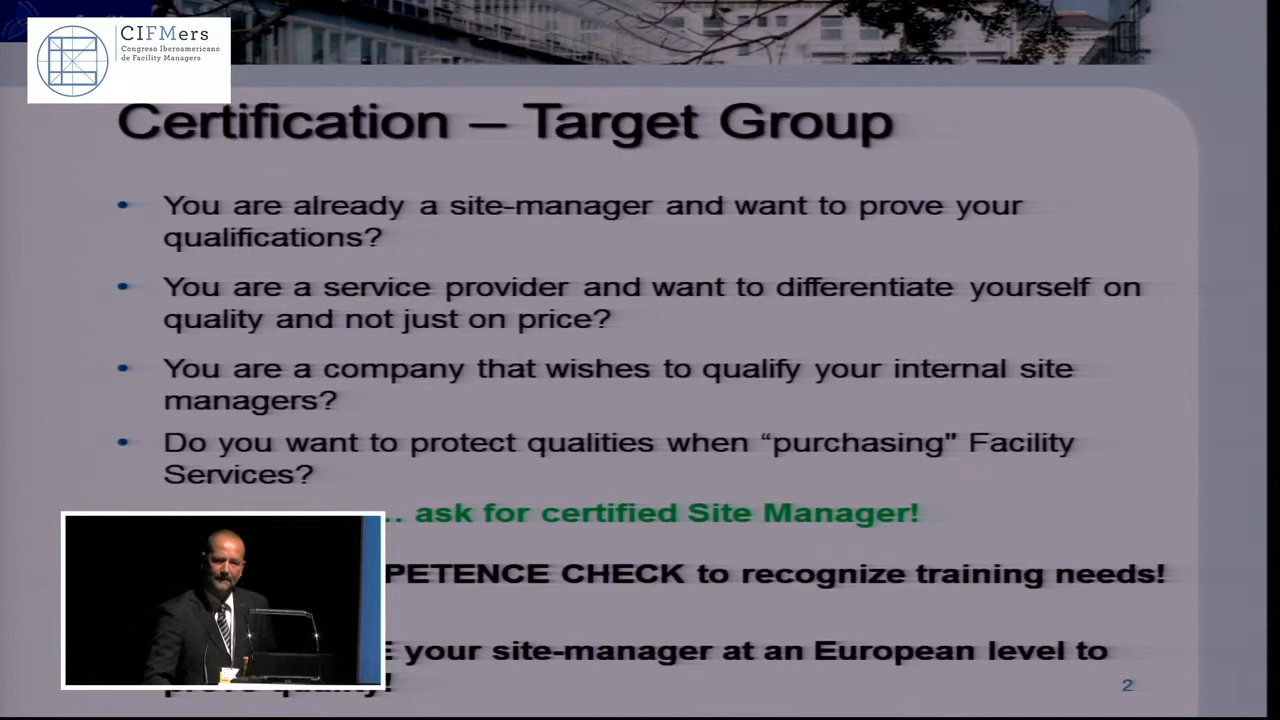 CIFMers
Congreso Iberoamericano
de Facility Managers
Certification – Target Group
• You are already a site-manager and want to prove your
qualifications?
• You are a service provider and want to differentiate yourself on
quality and not just on price?
• You are a company that wishes to qualify your internal site
managers?
• Do you want to protect qualities when “purchasing" Facility
Services?
.. ask for certified Site Manager!
PETENCE CHECK to recognize training needs!
E your site-manager at an European level to
prove quality!
2